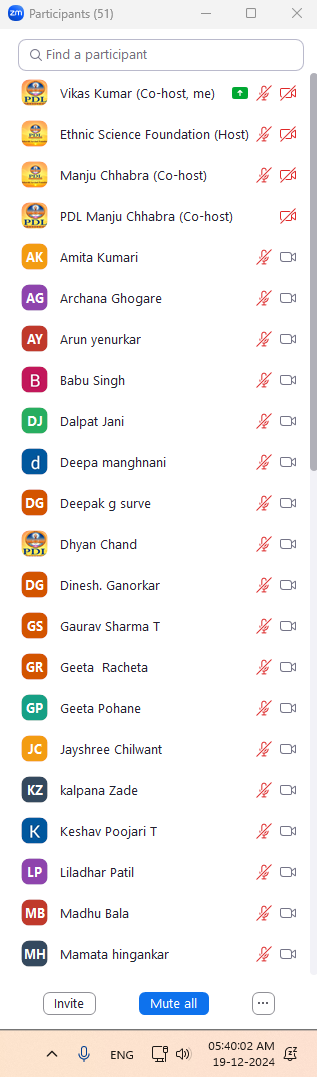 zm Participants (51)
Find a participant
PDL Vikas Kumar (Co-host, me)
PDL Ethnic Science Foundation (Host)
PDL Manju Chhabra (Co-host)
PDL PDL Manju Chhabra (Co-host)
AK Amita Kumari
AG Archana Ghogare
AY Arun yenurkar
B Babu Singh
DJ Dalpat Jani
d Deepa manghnani
DG Deepak g surve
PDL Dhyan Chand
DG Dinesh. Ganorkar
GS Gaurav Sharma T
GR Geeta  Racheta
GP Geeta Pohane
JC Jayshree Chilwant
KZ kalpana Zade
K Keshav Poojari T
LP Liladhar Patil
MB Madhu Bala
MH Mamata hingankar
Invite Mute all ...
ENG 05:40:02 AM
19-12-2024